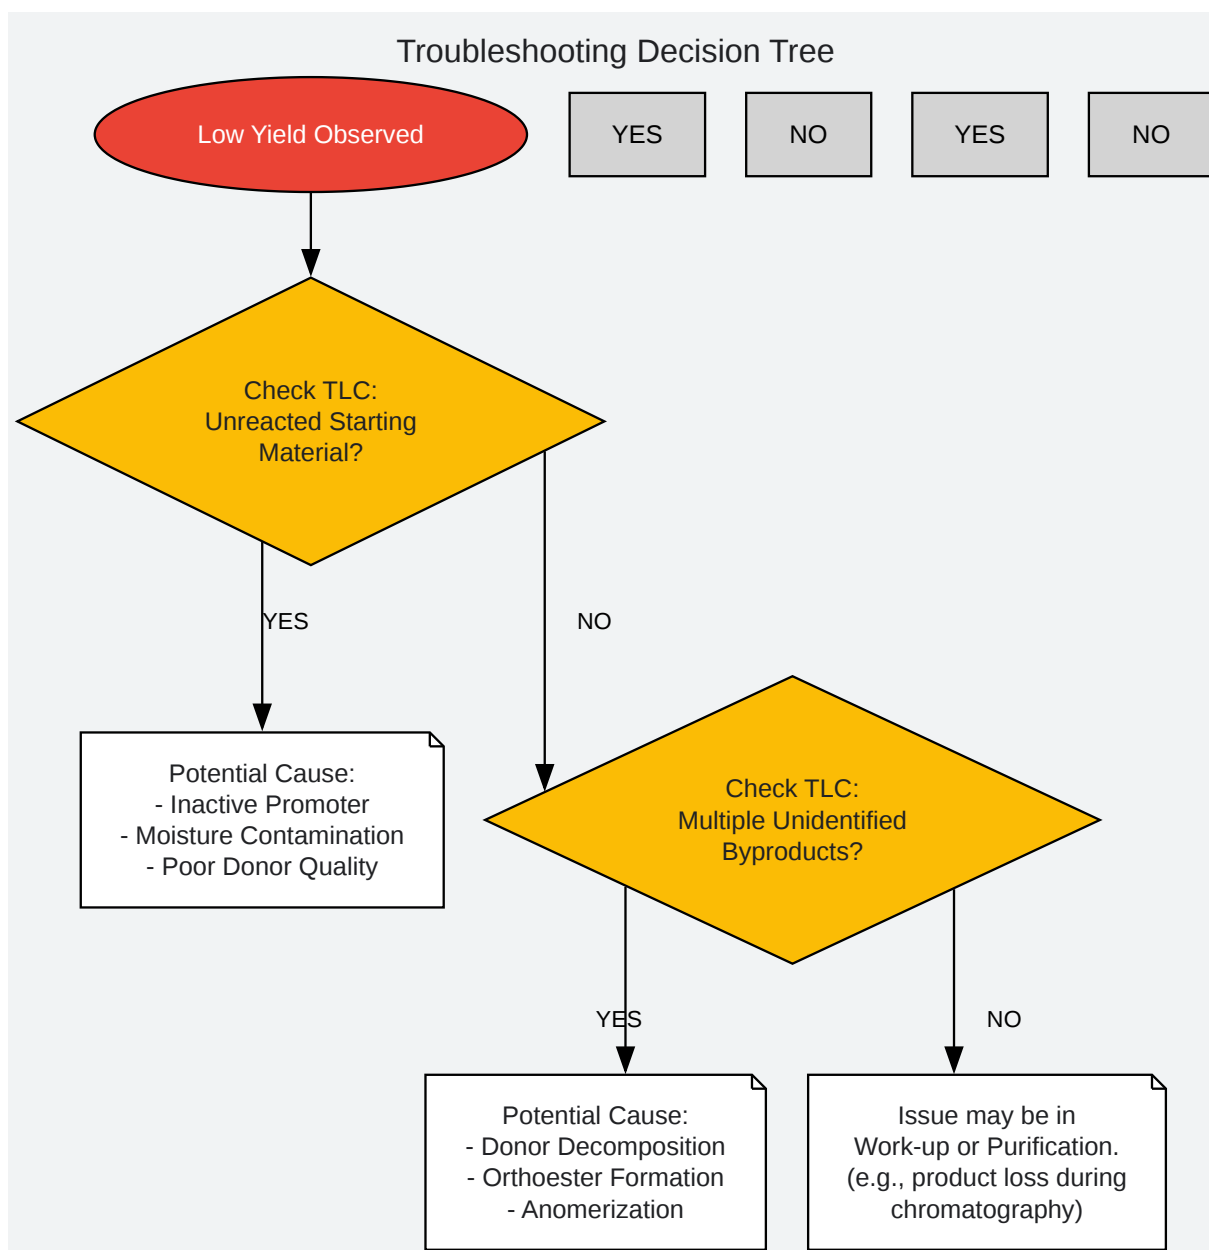 Troubleshooting Decision Tree
Low Yield Observed
YES
NO
YES
NO
Check TLC:
Unreacted Starting
Material?
YES
NO
Potential Cause:
- Inactive Promoter
- Moisture Contamination
- Poor Donor Quality
Check TLC:
Multiple Unidentified
Byproducts?
YES
NO
Potential Cause:
- Donor Decomposition
- Orthoester Formation
- Anomerization
Issue may be in
Work-up or Purification.
(e.g., product loss during
chromatography)